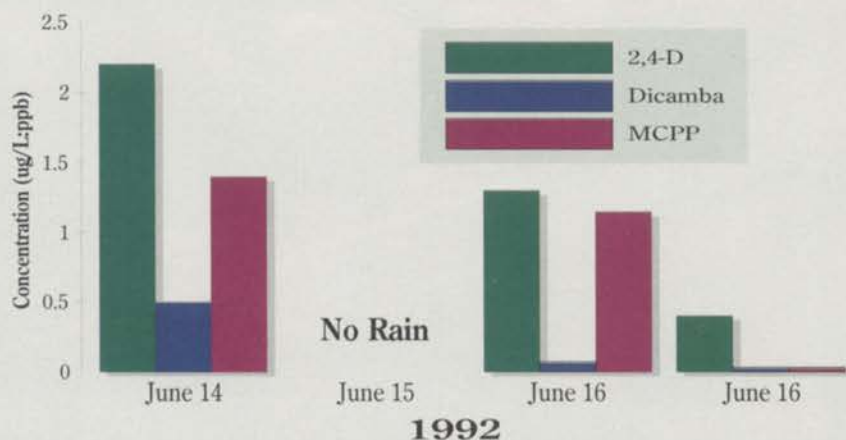 2.5
2
1.5
1
0.5
0
Concentration (ug/L:ppb)
2,4-D
Dicamba
MCPP
No Rain
June 14
June 15
June 16
June 16
1992